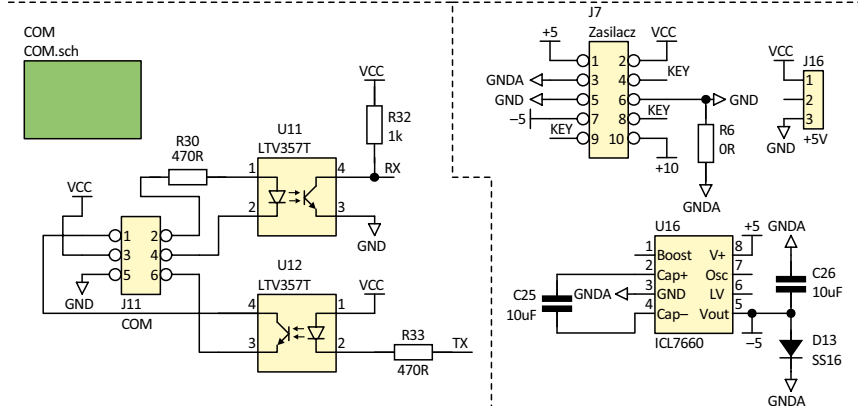 COM
COM.sch
VCC
R32
1k
R30
470R
U11
LTV357T
1
4
RX
2
3
GND
VCC
1
2
3
4
5
6
GND
J11
COM
U12
LTV357T
VCC
4
1
3
2
R33
470R
TX
J7
Zasilacz
+5
VCC
1
2
GNDA
3
4
KEY
GND
5
6
GND
–5
7
8
KEY
KEY
9
10
+10
R6
0R
GNDA
VCC
J16
1
2
3
GND
+5V
U16
+5
GNDA
1
Boost
V+
8
2
Cap+
Osc
7
GNDA
3
GND
LV
6
4
Cap–
Vout
5
ICL7660
C25
10uF
–5
C26
10uF
D13
SS16
GNDA